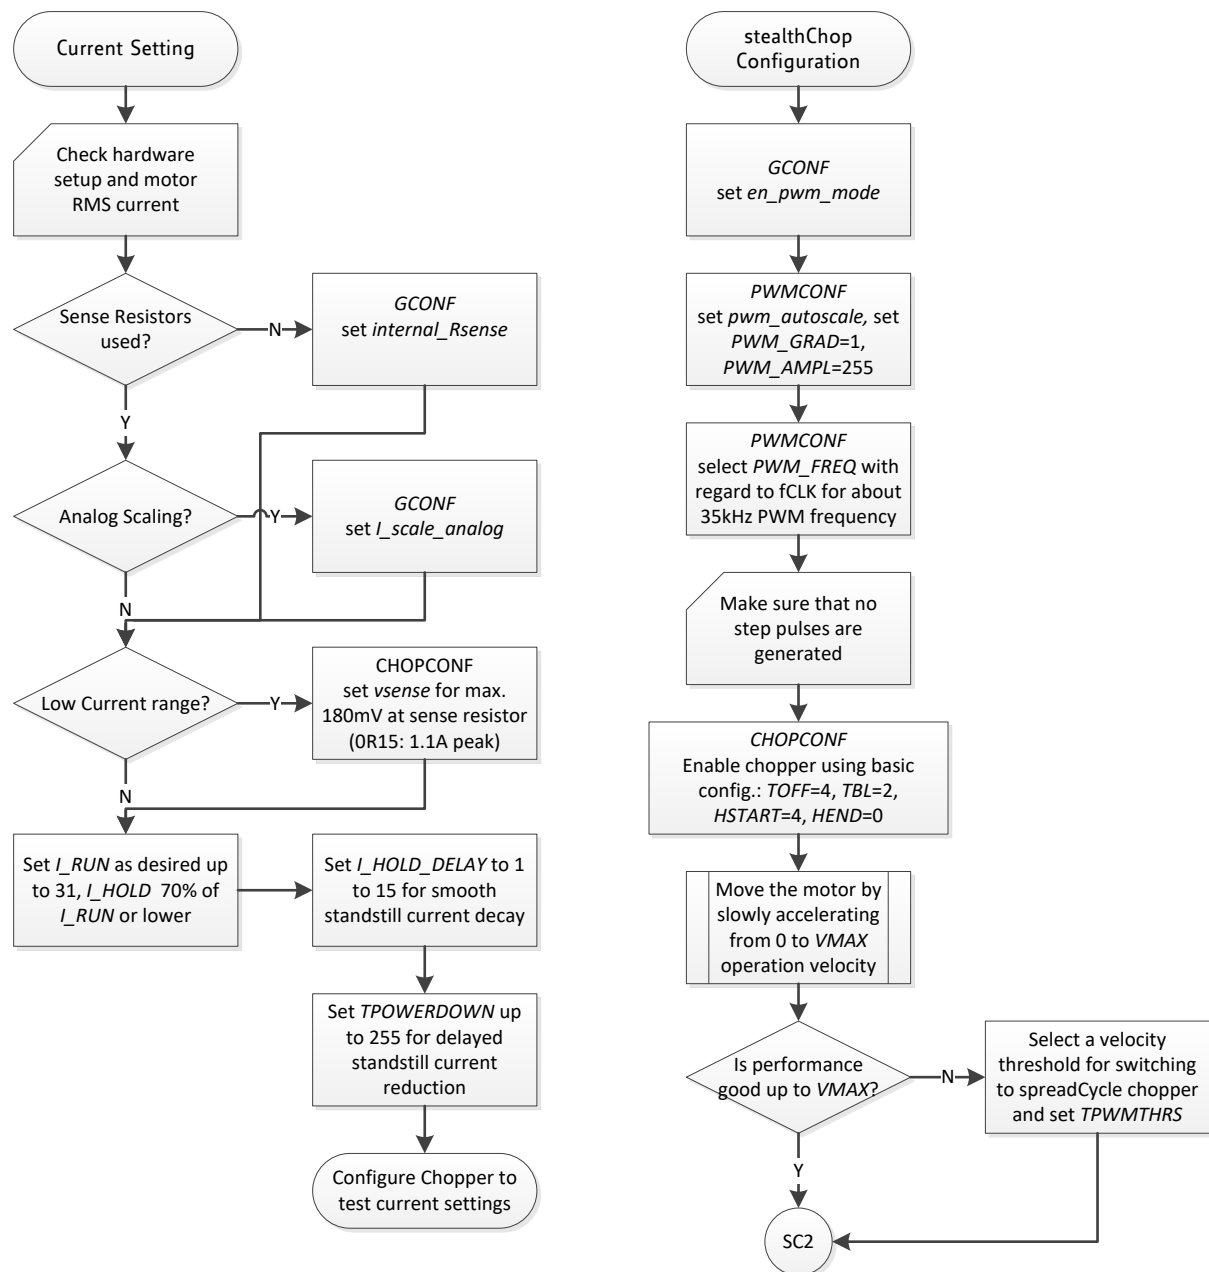 Current Setting
Check hardware
setup and motor
RMS current
Sense Resistors
used?
N
GCONF
set internal_Rsense
Y
Analog Scaling?
Y
GCONF
set I_scale_analog
N
Low Current range?
Y
CHOPCONF
set vsense for max.
180mV at sense resistor
(0R15: 1.1A peak)
N
Set I_RUN as desired up
to 31, I_HOLD 70% of
I_RUN or lower
Set I_HOLD_DELAY to 1
to 15 for smooth
standstill current decay
Set TPOWERDOWN up
to 255 for delayed
standstill current
reduction
Configure Chopper to
test current settings
stealthChop
Configuration
GCONF
set en_pwm_mode
PWMCONF
set pwm_autoscale, set
PWM_GRAD=1,
PWM_AMPL=255
PWMCONF
select PWM_FREQ with
regard to fCLK for about
35kHz PWM frequency
Make sure that no
step pulses are
generated
CHOPCONF
Enable chopper using basic
config.: TOFF=4, TBL=2,
HSTART=4, HEND=0
Move the motor by
slowly accelerating
from 0 to VMAX
operation velocity
Is performance
good up to VMAX?
N
Select a velocity
threshold for switching
to spreadCycle chopper
and set TPWMTHRS
Y
SC2